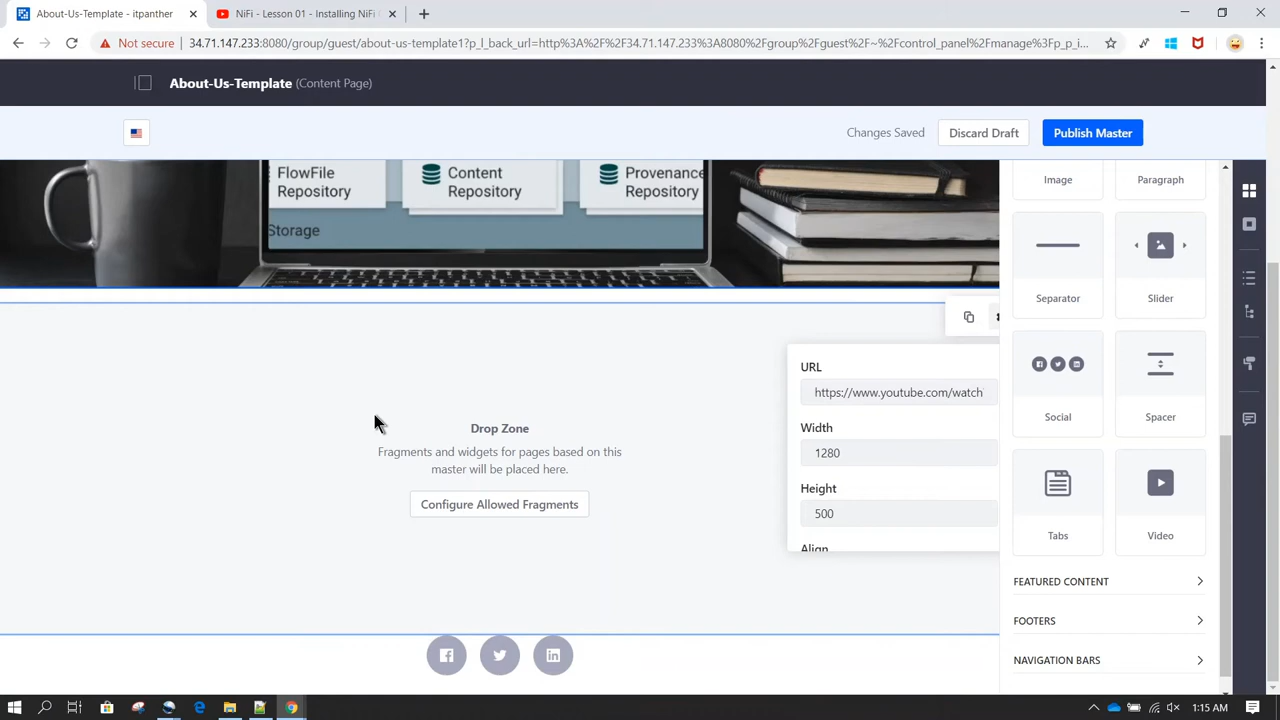 About-Us-Template - itpanther
NiFi - Lesson 01 - Installing NiFi
Not secure
34.71.147.233:8080/group/guest/about-us-template1?p_l_back_url=http%3A%2F%2F34.71.147.233%3A8080%2Fgroup%2Fguest%2F~%2Fcontrol_panel%2Fmanage%3Fp_p_i...
About-Us-Template (Content Page)
Changes Saved
Discard Draft
Publish Master
FlowFile
Repository
Content
Repository
Provenance
Repository
Storage
Image
Paragraph
Separator
Slider
URL
https://www.youtube.com/watch
Width
1280
Height
500
Align
Drop Zone
Fragments and widgets for pages based on this
master will be placed here.
Configure Allowed Fragments
Social
Spacer
Tabs
Video
FEATURED CONTENT
FOOTERS
NAVIGATION BARS
1:15 AM